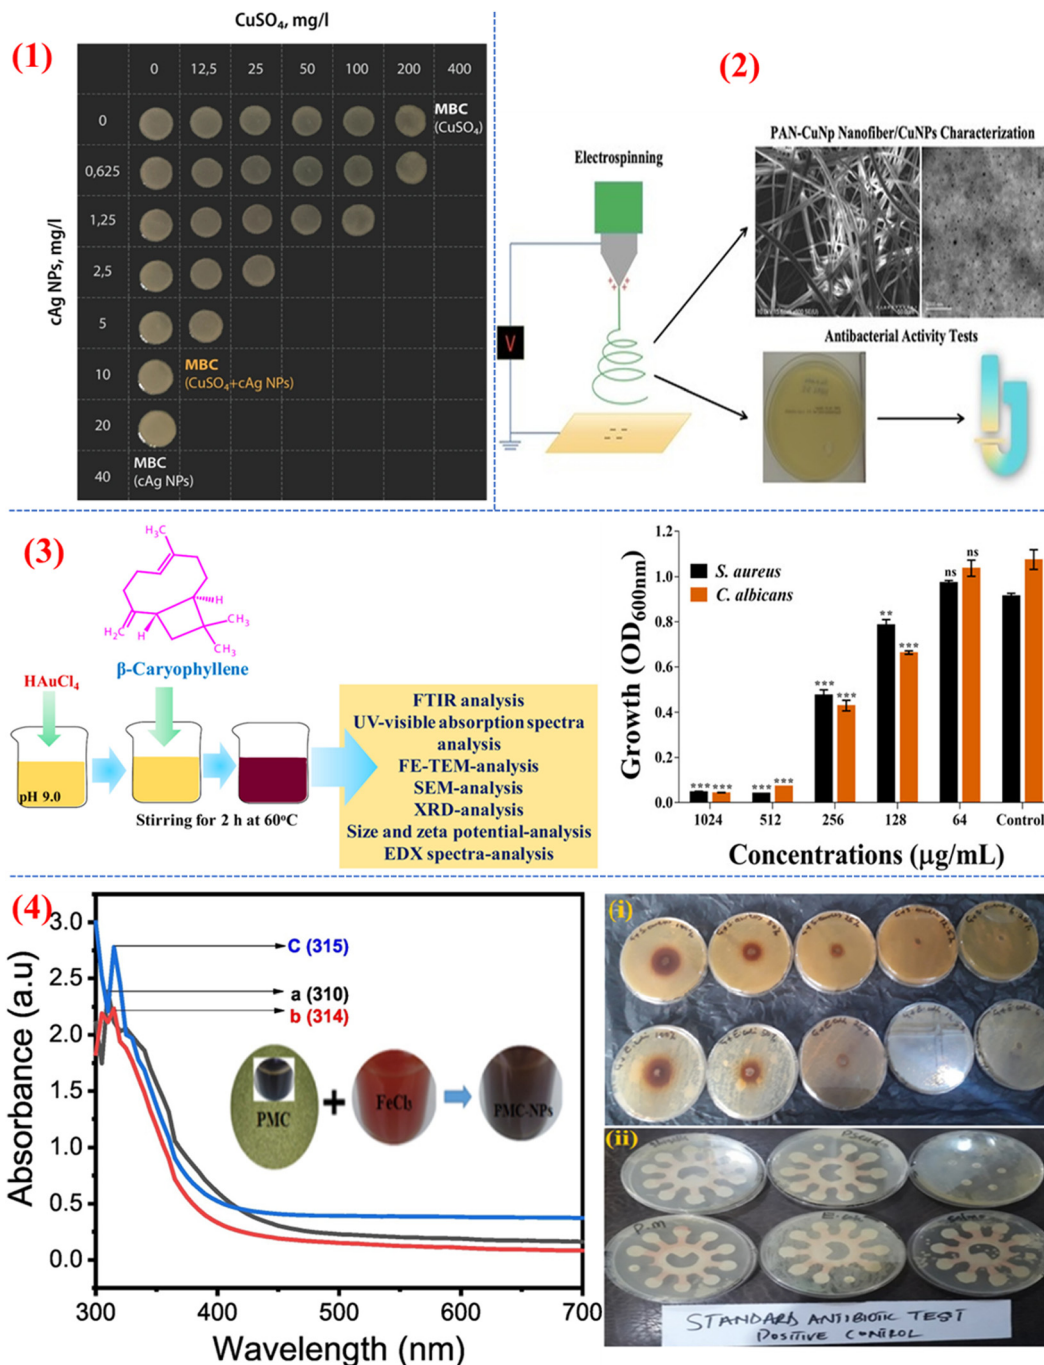 (1)
CuSO₄, mg/l
0 12,5 25 50 100 200 400
cAg NPs, mg/l
0
MBC
(CuSO₄)
0,625
1,25
2,5
5
10
MBC
(CuSO₄+cAg NPs)
20
40
MBC
(cAg NPs)
(2)
PAN-CuNp Nanofiber/CuNPs Characterization
Electrospinning
V
Antibacterial Activity Tests
(3)
H₃C
H
H
H₂C
CH₃
CH₃
β-Caryophyllene
HAuCl₄
pH 9.0
Stirring for 2 h at 60°C
FTIR analysis
UV-visible absorption spectra
analysis
FE-TEM-analysis
SEM-analysis
XRD-analysis
Size and zeta potential-analysis
EDX spectra-analysis
Growth (OD600nm)
1.2
1.0
0.8
0.6
0.4
0.2
0.0
S. aureus
C. albicans
*** *** *** *** *** *** ** *** ns ns
1024 512 256 128 64 Control
Concentrations (µg/mL)
(4)
Absorbance (a.u)
3.0
2.5
2.0
1.5
1.0
0.5
0.0
C (315)
a (310)
b (314)
PMC
+
FeCl₃
PMC-NPs
300 400 500 600 700
Wavelength (nm)
(i)
(ii)
P-M
STANDARD ANTIBIOTIC TEST
POSITIVE CONTROL